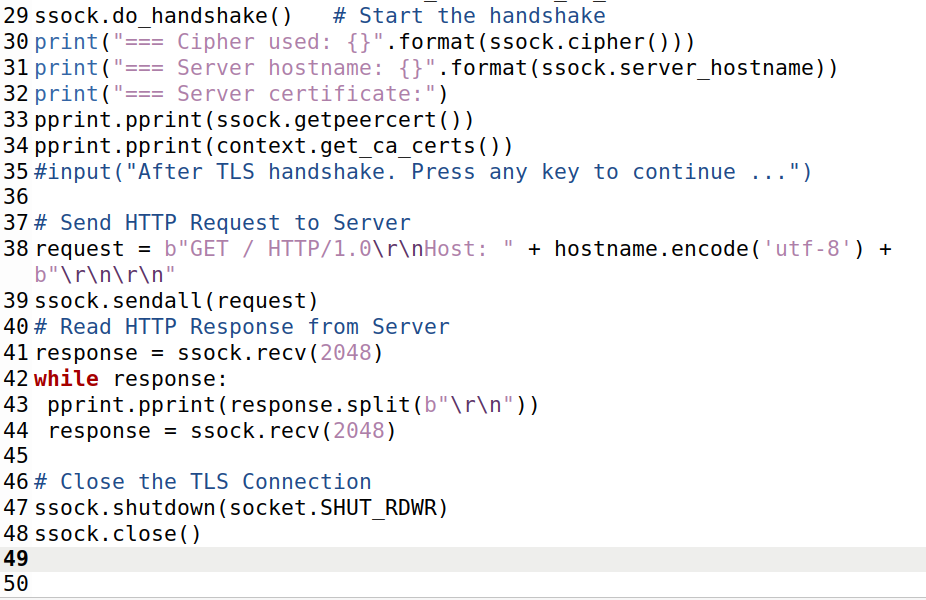 29 ssock.do_handshake()   # Start the handshake
30 print("=== Cipher used: {}".format(ssock.cipher()))
31 print("=== Server hostname: {}".format(ssock.server_hostname))
32 print("=== Server certificate:")
33 pprint.pprint(ssock.getpeercert())
34 pprint.pprint(context.get_ca_certs())
35 #input("After TLS handshake. Press any key to continue ...")
36
37 # Send HTTP Request to Server
38 request = b"GET / HTTP/1.0\r\nHost: " + hostname.encode('utf-8') +
b"\r\n\r\n"
39 ssock.sendall(request)
40 # Read HTTP Response from Server
41 response = ssock.recv(2048)
42 while response:
43  pprint.pprint(response.split(b"\r\n"))
44  response = ssock.recv(2048)
45
46 # Close the TLS Connection
47 ssock.shutdown(socket.SHUT_RDWR)
48 ssock.close()
49
50